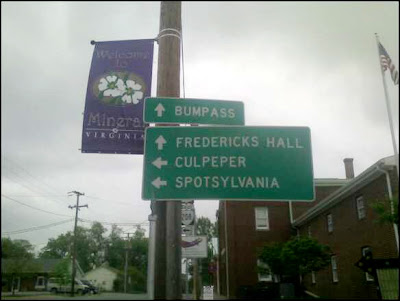 Welcome
to
Mineral
VIRGINIA
BUMPASS
FREDERICKS HALL
CULPEPER
SPOTSYLVANIA